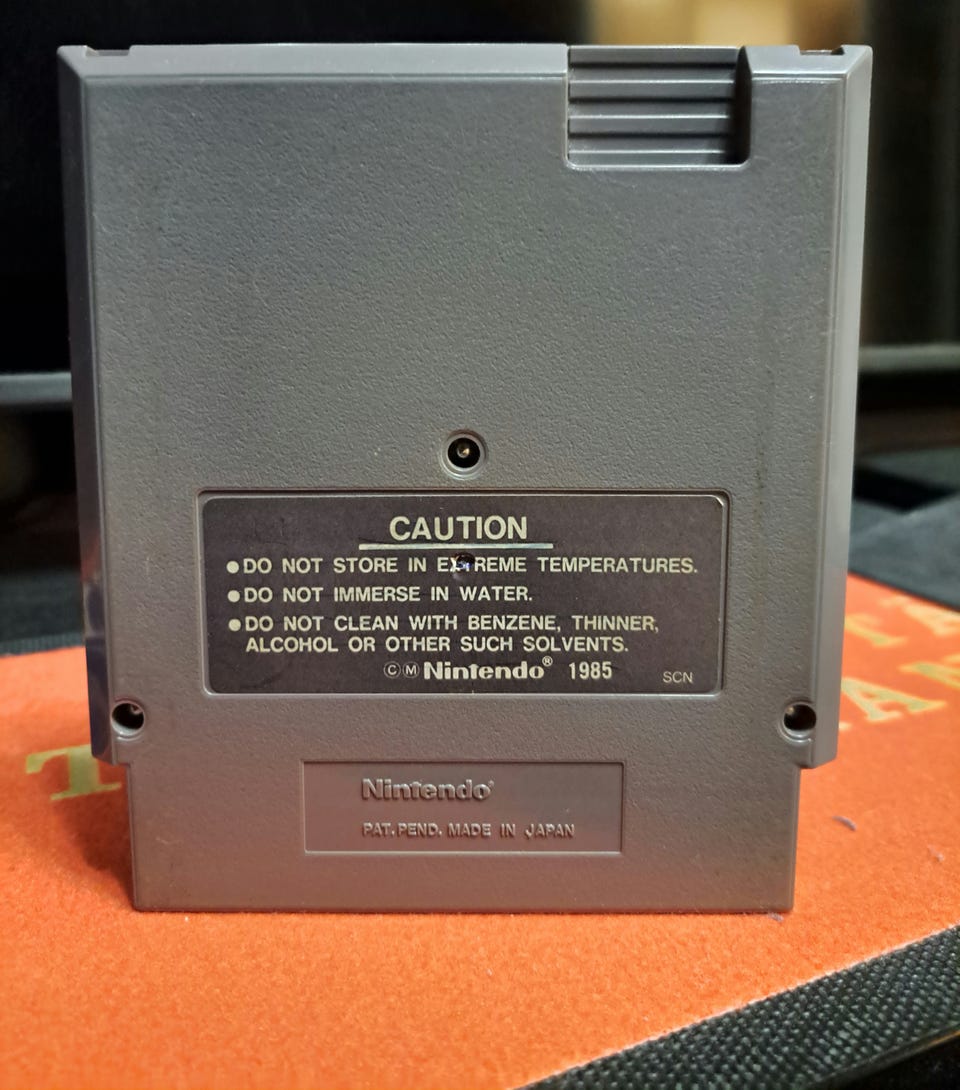 CAUTION
●DO NOT STORE IN EXTREME TEMPERATURES.
●DO NOT IMMERSE IN WATER.
●DO NOT CLEAN WITH BENZENE, THINNER,
ALCOHOL OR OTHER SUCH SOLVENTS.
ⒸⓂ Nintendo® 1985
SCN
Nintendo®
PAT. PEND. MADE IN JAPAN